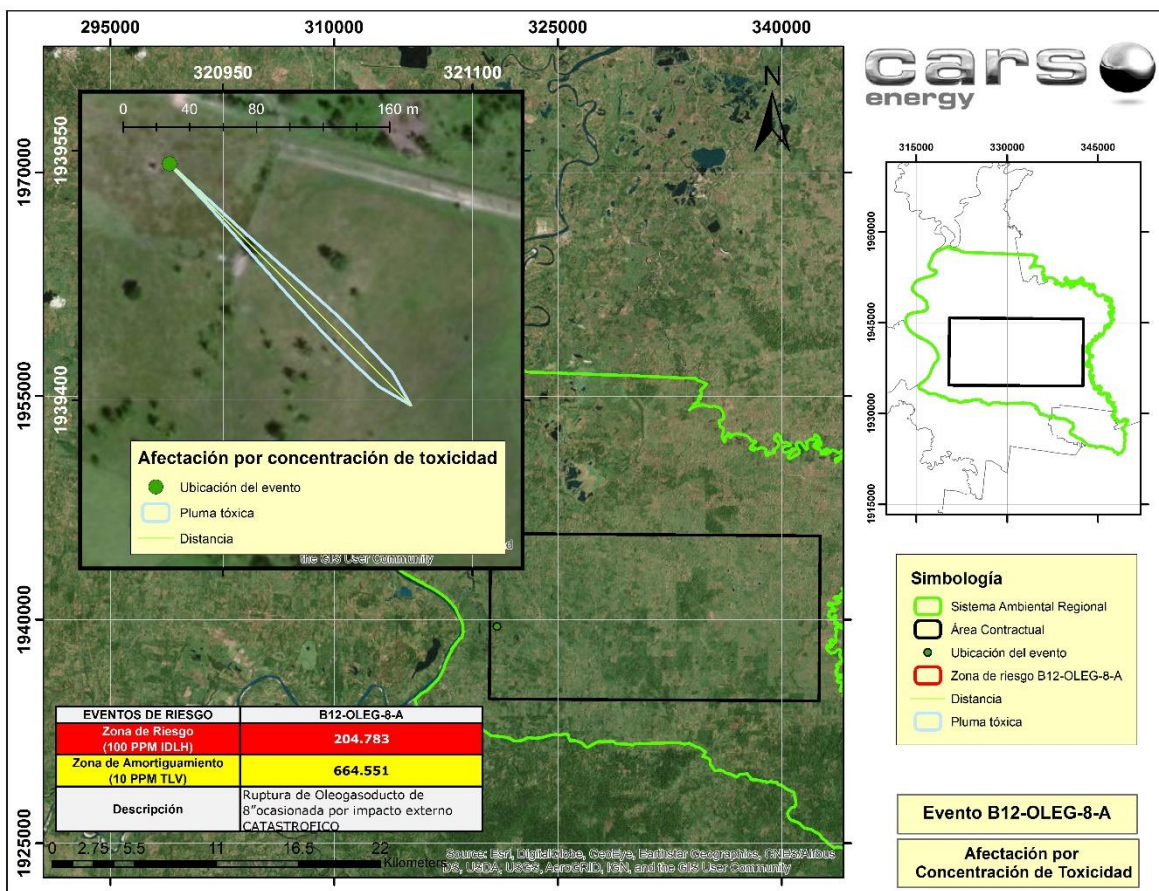 295000 310000 325000 340000
320950 321100
0 40 80 160 m
1939550
1939400
1970000
1955000
1940000
1925000
Afectación por concentración de toxicidad
Ubicación del evento
Pluma tóxica
Distancia
the GIS User Community
EVENTOS DE RIESGO B12-OLEG-8-A
Zona de Riesgo
(100 PPM IDLH)
204.783
Zona de Amortiguamiento
(10 PPM TLV)
664.551
Descripción
Ruptura de Oleogasoducto de
8"ocasionada por impacto externo
CATASTROFICO
0 2.75 5.5 11 16.5 22
Kilometers
Source: Esri, DigitalGlobe, GeoEye, Earthstar Geographics, CNES/Airbus
DS, USDA, USGS, AeroGRID, IGN, and the GIS User Community
N
cars
energy
315000 330000 345000
1960000
1945000
1930000
1915000
Simbología
Sistema Ambiental Regional
Área Contractual
Ubicación del evento
Zona de riesgo B12-OLEG-8-A
Distancia
Pluma tóxica
Evento B12-OLEG-8-A
Afectación por
Concentración de Toxicidad